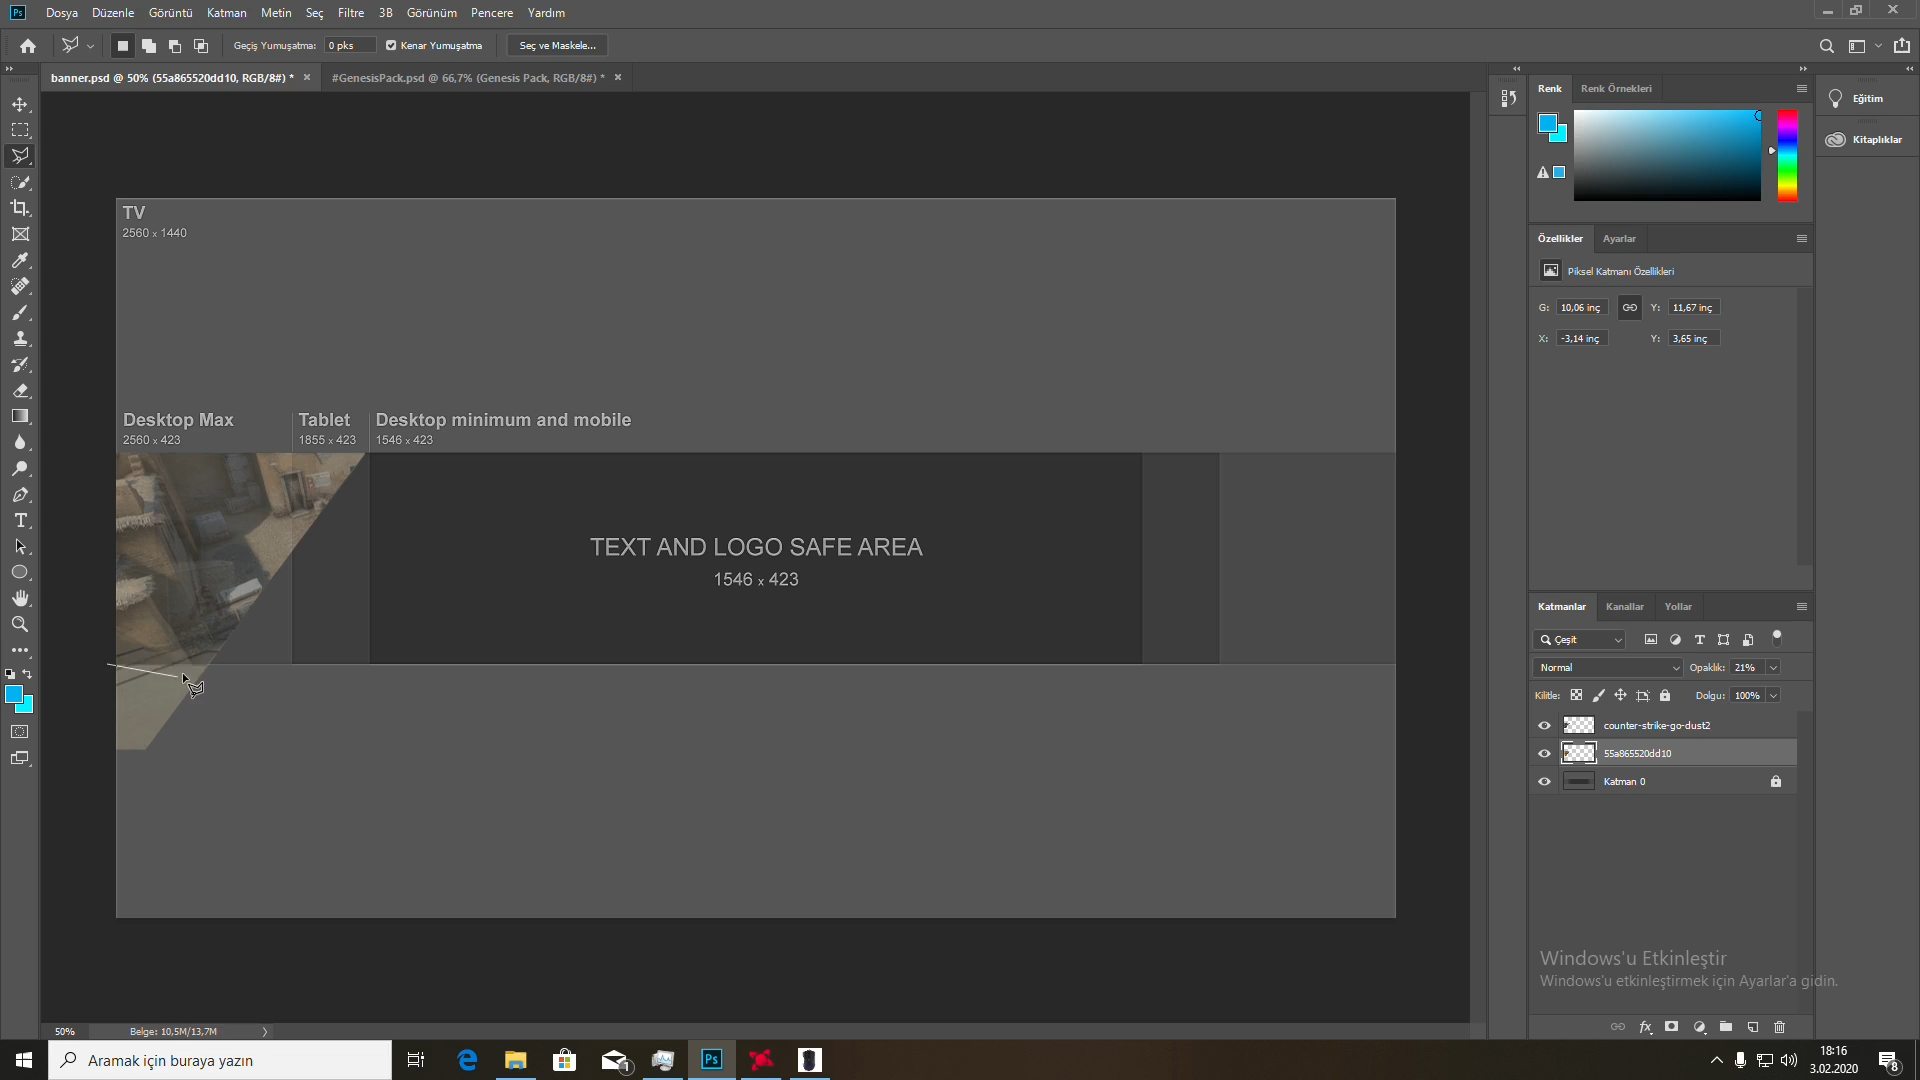 Ps Dosya Düzenle Görüntü Katman Metin Seç Filtre 3B Görünüm Pencere Yardım
Geçiş Yumuşatma: 0 pks Kenar Yumuşatma Seç ve Maskele...
banner.psd @ 50% (55a865520dd10, RGB/8#) * × #GenesisPack.psd @ 66,7% (Genesis Pack, RGB/8#) * ×
Renk Renk Örnekleri
Eğitim
Kitaplıklar
TV
2560 x 1440
Özellikler Ayarlar
Piksel Katmanı Özellikleri
G: 10,06 inç Y: 11,67 inç
X: -3,14 inç Y: 3,65 inç
Desktop Max Tablet Desktop minimum and mobile
2560 x 423 1855 x 423 1546 x 423
TEXT AND LOGO SAFE AREA
1546 x 423
Katmanlar Kanallar Yollar
Çeşit
Normal Opaklık: 21%
Kilitle: Dolgu: 100%
counter-strike-go-dust2
55a865520dd10
Katman 0
Windows'u Etkinleştir
Windows'u etkinleştirmek için Ayarlar'a gidin.
50% Belge: 10,5M/13,7M
fx
Aramak için buraya yazın
1
Ps
18:16
3.02.2020
8